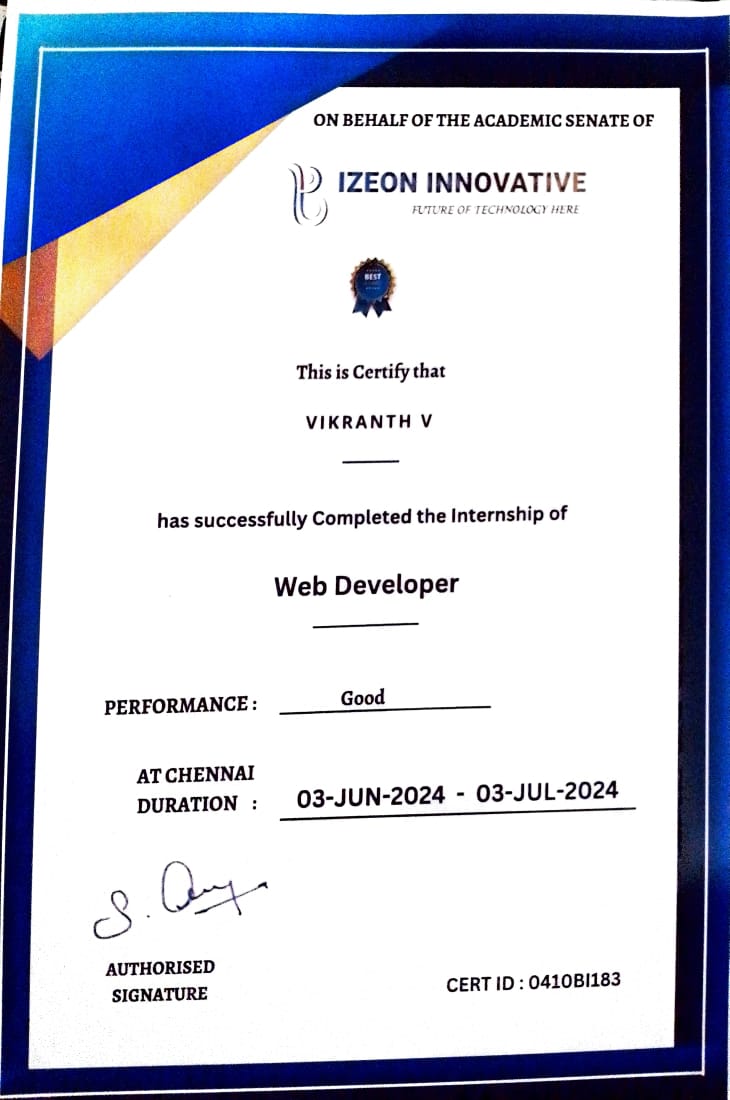 ON BEHALF OF THE ACADEMIC SENATE OF
IZEON INNOVATIVE
FUTURE OF TECHNOLOGY HERE
BEST
This is Certify that
VIKRANTH V
has successfully Completed the Internship of
Web Developer
PERFORMANCE : Good
AT CHENNAI
DURATION : 03-JUN-2024 - 03-JUL-2024
AUTHORISED
SIGNATURE
CERT ID : 0410BI183